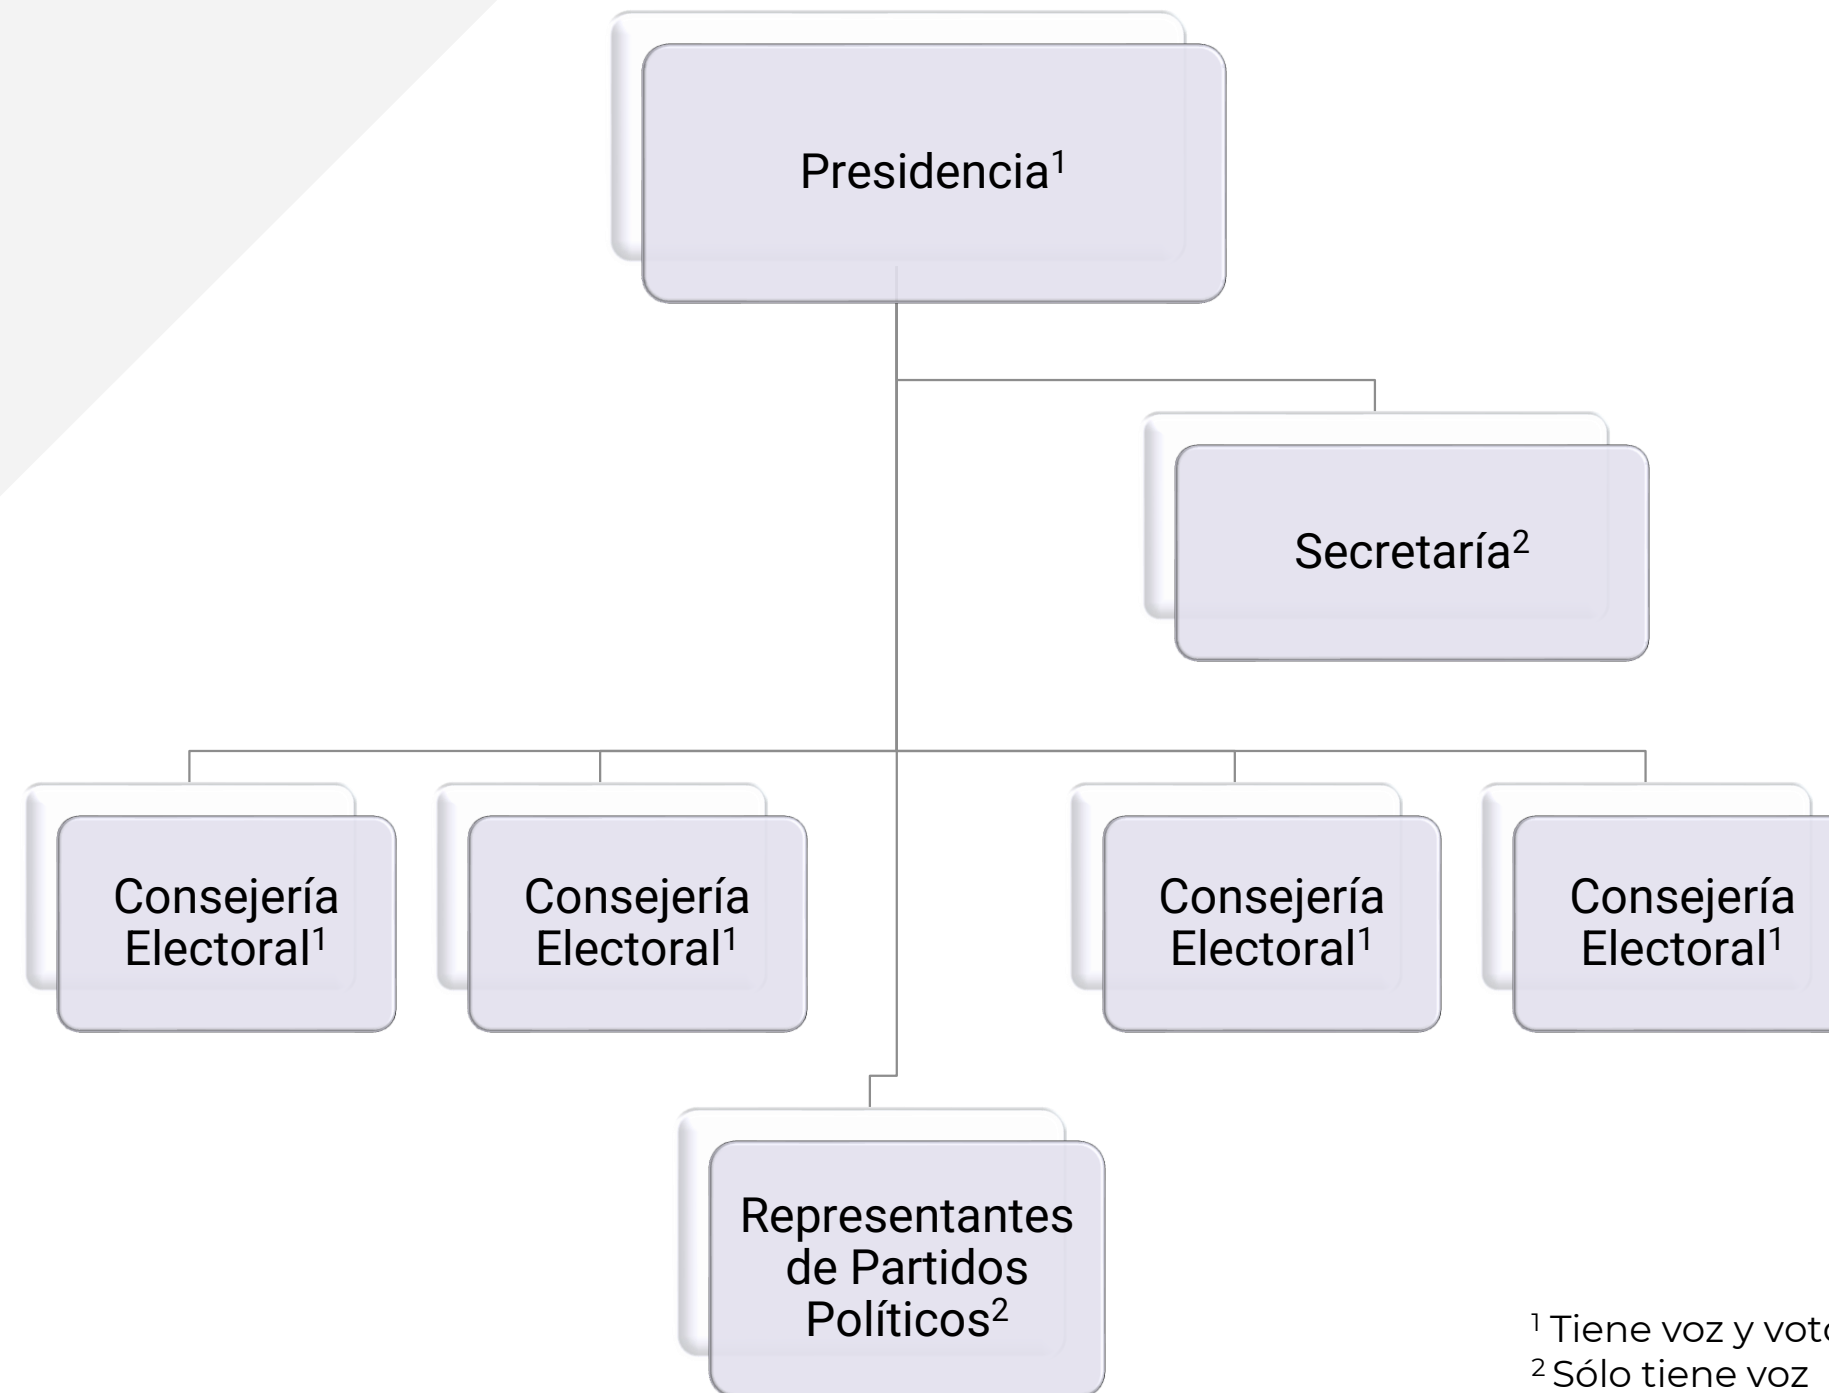 Presidencia¹
Secretaría²
Consejería
Electoral¹
Consejería
Electoral¹
Consejería
Electoral¹
Consejería
Electoral¹
Representantes
de Partidos
Políticos²
¹ Tiene voz y voto
² Sólo tiene voz